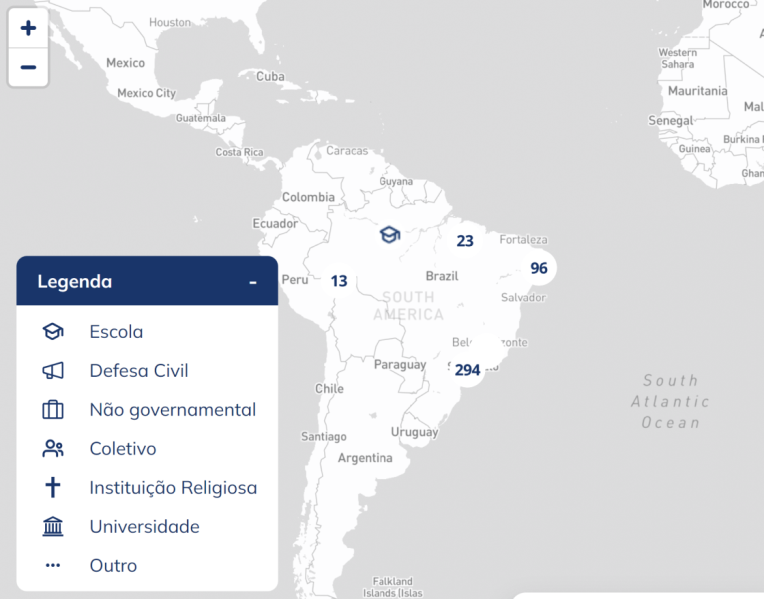 +
−
Houston
Morocco
Mexico
Cuba
Western
Sahara
Mexico City
Mauritania
Mal
Guatemala
Senegal
Costa Rica
Caracas
Guinea
Burkina
Guyana
Ghan
Colombia
Ecuador
23
Fortaleza
96
Peru
13
Brazil
Salvador
SOUTH
AMERICA
Legenda
-
Escola
Defesa Civil
Não governamental
Coletivo
Instituição Religiosa
Universidade
...
Outro
Paraguay
294
Chile
South
Atlantic
Ocean
Santiago
Uruguay
Argentina
Falkland
Islands (Islas